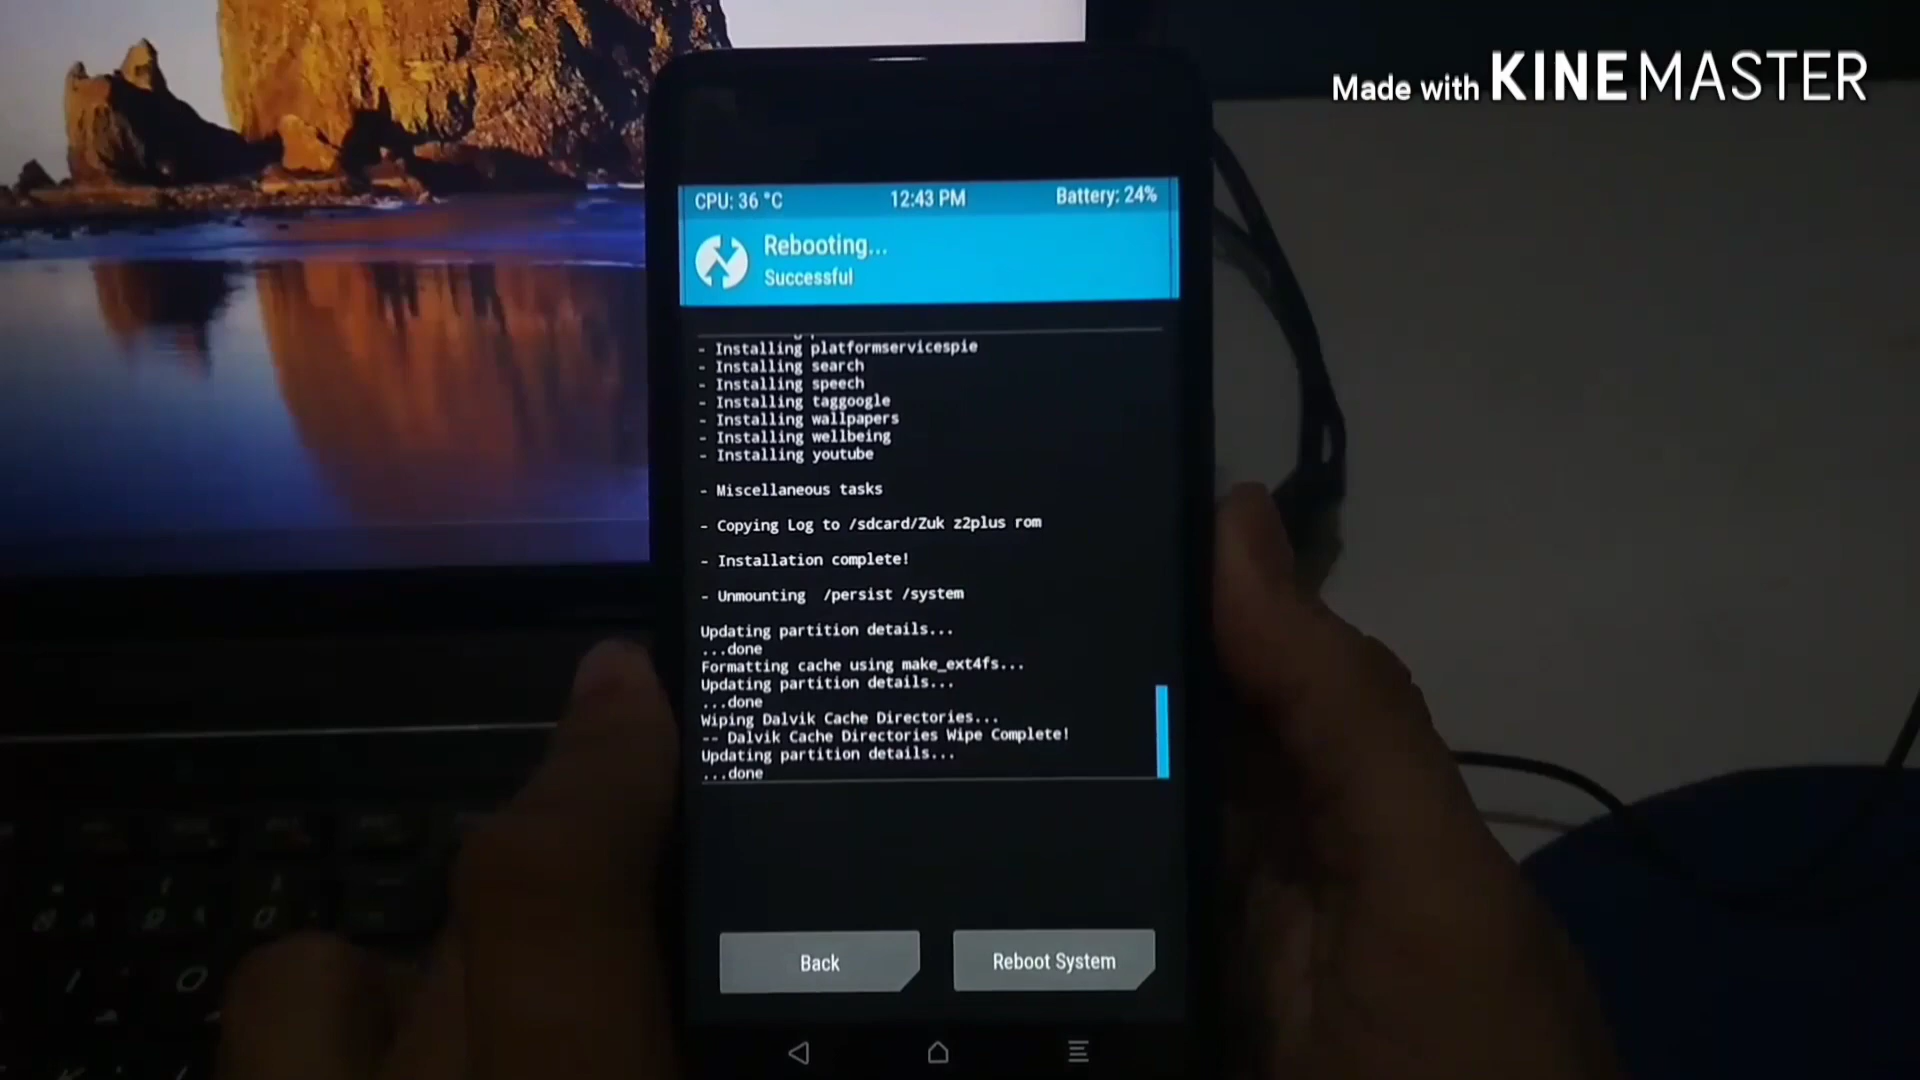 Made with KINEMASTER
CPU: 36 °C 12:43 PM Battery: 24%
Rebooting...
Successful
- Installing platformservicespie
- Installing search
- Installing speech
- Installing taggoogle
- Installing wallpapers
- Installing wellbeing
- Installing youtube
- Miscellaneous tasks
- Copying Log to /sdcard/Zuk z2plus rom
- Installation complete!
- Unmounting /persist /system
Updating partition details...
...done
Formatting cache using make_ext4fs...
Updating partition details...
...done
Wiping Dalvik Cache Directories...
-- Dalvik Cache Directories Wipe Complete!
Updating partition details...
...done
Back Reboot System